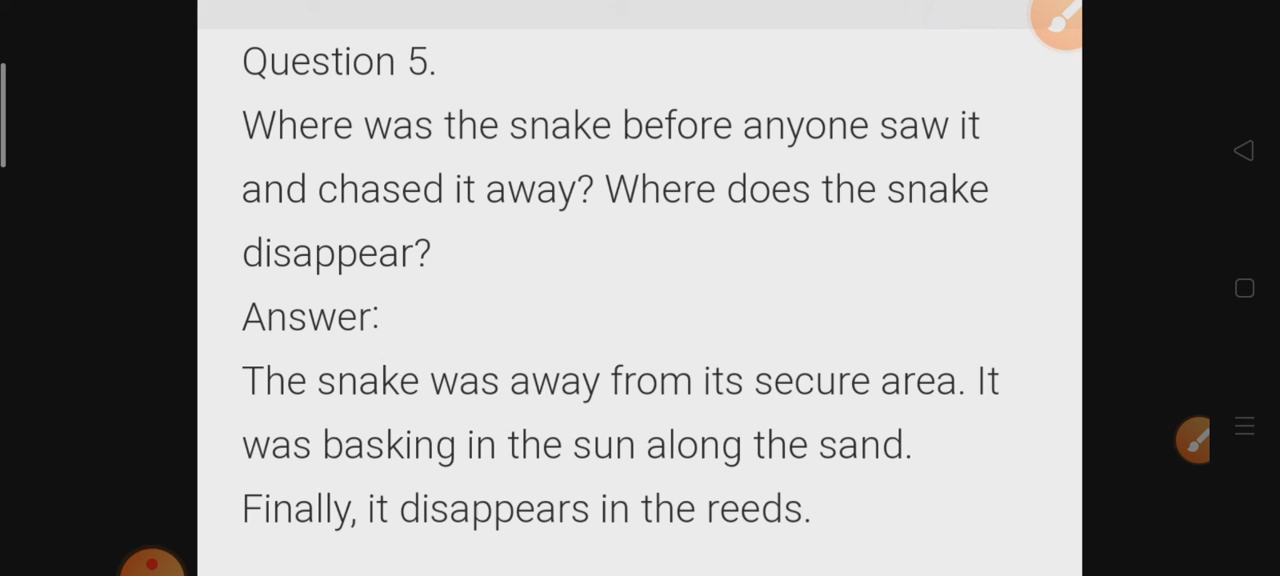 Question 5.
Where was the snake before anyone saw it
and chased it away? Where does the snake
disappear?
Answer:
The snake was away from its secure area. It
was basking in the sun along the sand.
Finally, it disappears in the reeds.